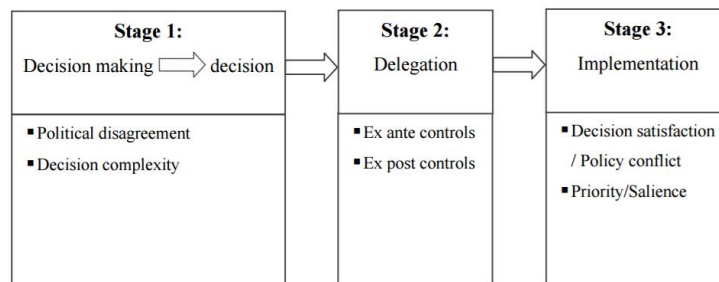 Stage 1:
Decision making decision
▪ Political disagreement
▪ Decision complexity
Stage 2:
Delegation
▪ Ex ante controls
▪ Ex post controls
Stage 3:
Implementation
▪ Decision satisfaction
/ Policy conflict
▪ Priority/Salience